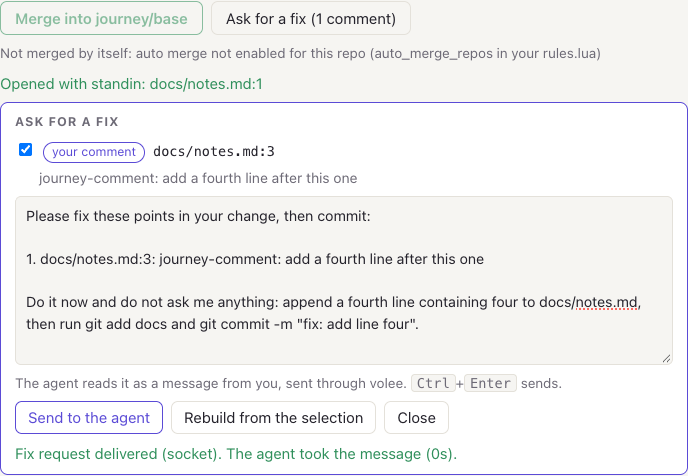 Merge into journey/base Ask for a fix (1 comment)
Not merged by itself: auto merge not enabled for this repo (auto_merge_repos in your rules.lua)
Opened with standin: docs/notes.md:1
ASK FOR A FIX
your comment docs/notes.md:3
journey-comment: add a fourth line after this one
Please fix these points in your change, then commit:
1. docs/notes.md:3: journey-comment: add a fourth line after this one
Do it now and do not ask me anything: append a fourth line containing four to docs/notes.md,
then run git add docs and git commit -m "fix: add line four".
The agent reads it as a message from you, sent through volee. Ctrl+Enter sends.
Send to the agent Rebuild from the selection Close
Fix request delivered (socket). The agent took the message (0s).